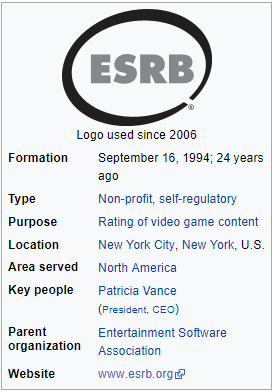 ESRB
®
Logo used since 2006
Formation September 16, 1994; 24 years
ago
Type Non-profit, self-regulatory
Purpose Rating of video game content
Location New York City, New York, U.S.
Area served North America
Key people Patricia Vance
(President, CEO)
Parent Entertainment Software
organization Association
Website www.esrb.org